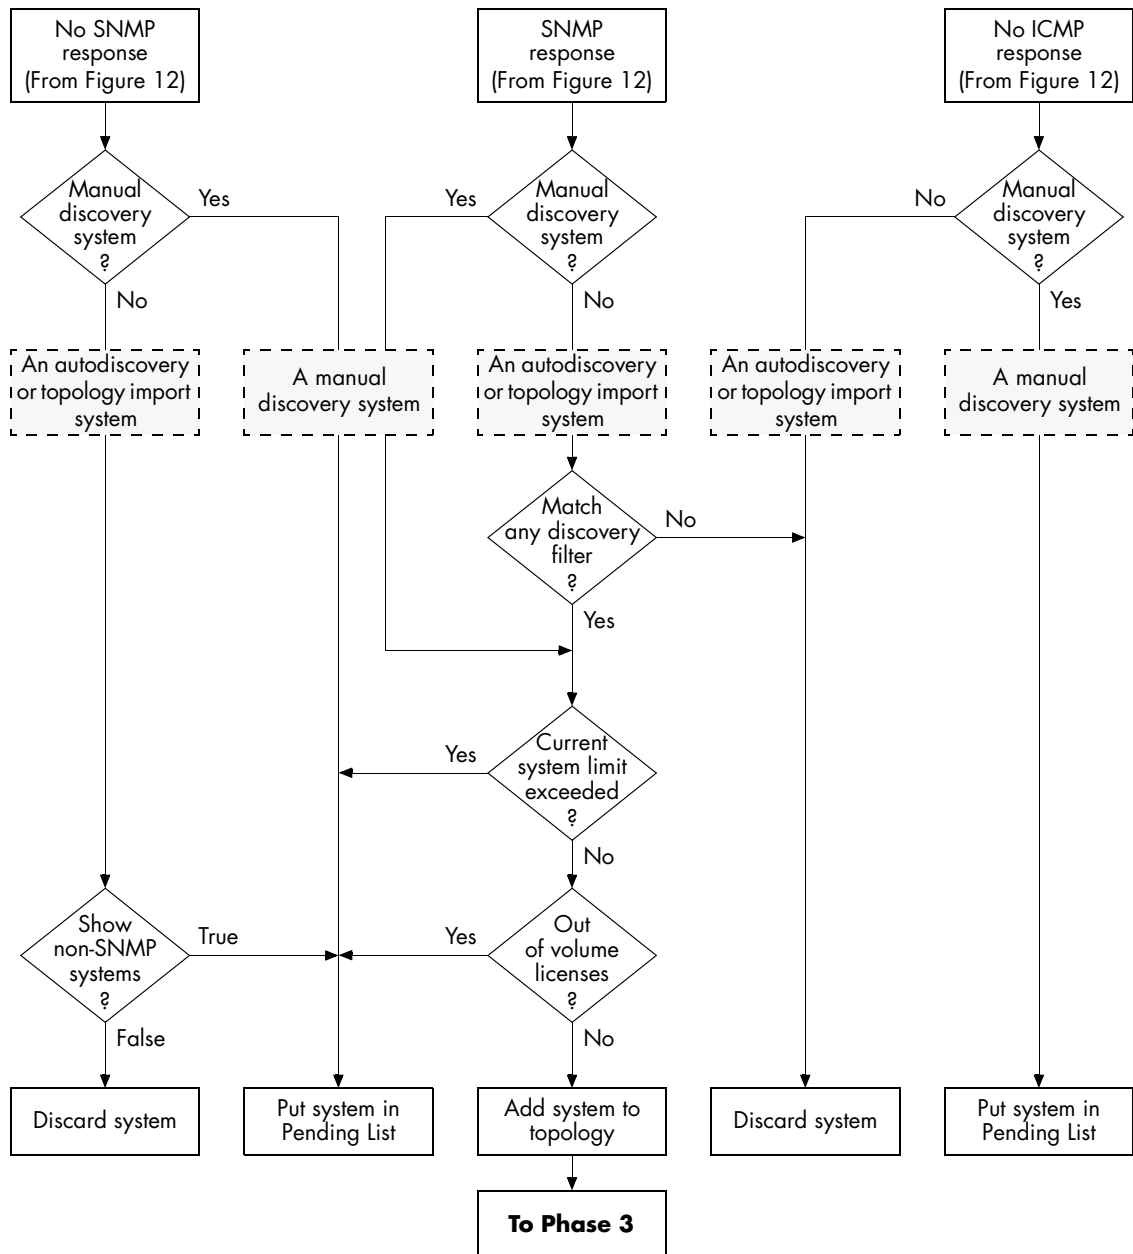 No SNMP
response
(From Figure 12)
SNMP
response
(From Figure 12)
No ICMP
response
(From Figure 12)
Manual
discovery
system
?
Yes
No
Yes
Manual
discovery
system
?
No
No
Manual
discovery
system
?
Yes
An autodiscovery
or topology import
system
A manual
discovery system
An autodiscovery
or topology import
system
An autodiscovery
or topology import
system
A manual
discovery system
Match
any discovery
filter
?
No
Yes
Yes
Current
system limit
exceeded
?
No
Show
non-SNMP
systems
?
True
False
Yes
Out
of volume
licenses
?
No
Discard system
Put system in
Pending List
Add system to
topology
Discard system
Put system in
Pending List
To Phase 3